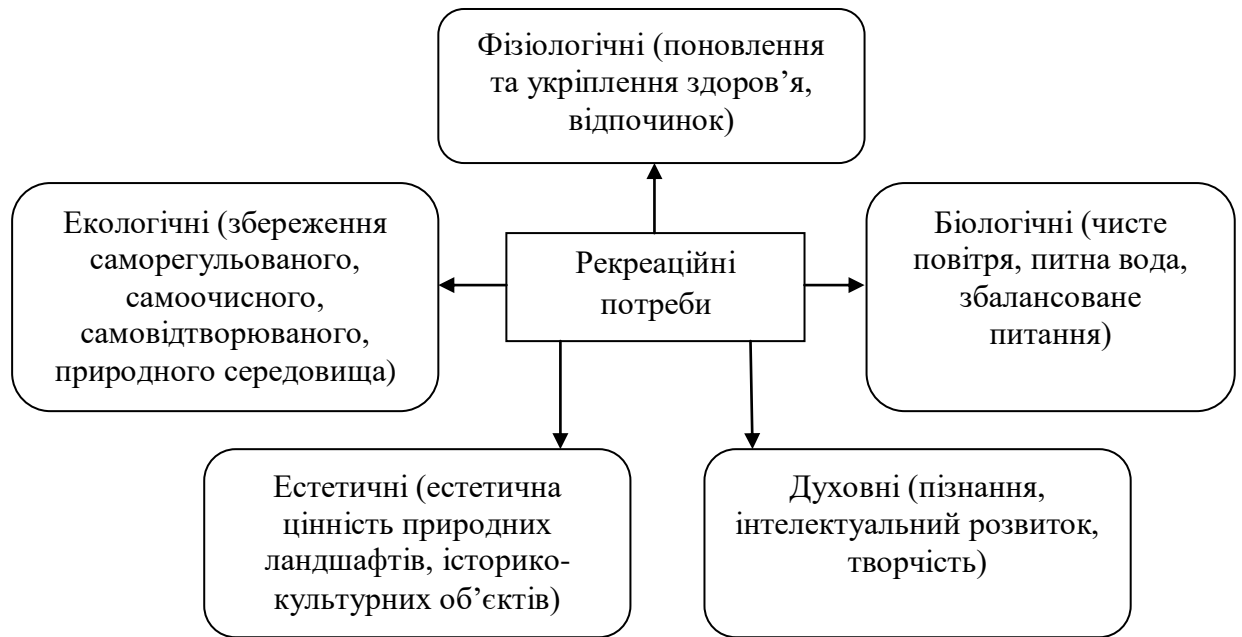 Фізіологічні (поновлення
та укріплення здоров’я,
відпочинок)
Екологічні (збереження
саморегульованого,
самоочисного,
самовідтворюваного,
природного середовища)
Рекреаційні
потреби
Біологічні (чисте
повітря, питна вода,
збалансоване
питання)
Естетичні (естетична
цінність природних
ландшафтів, історико-
культурних об’єктів)
Духовні (пізнання,
інтелектуальний розвиток,
творчість)